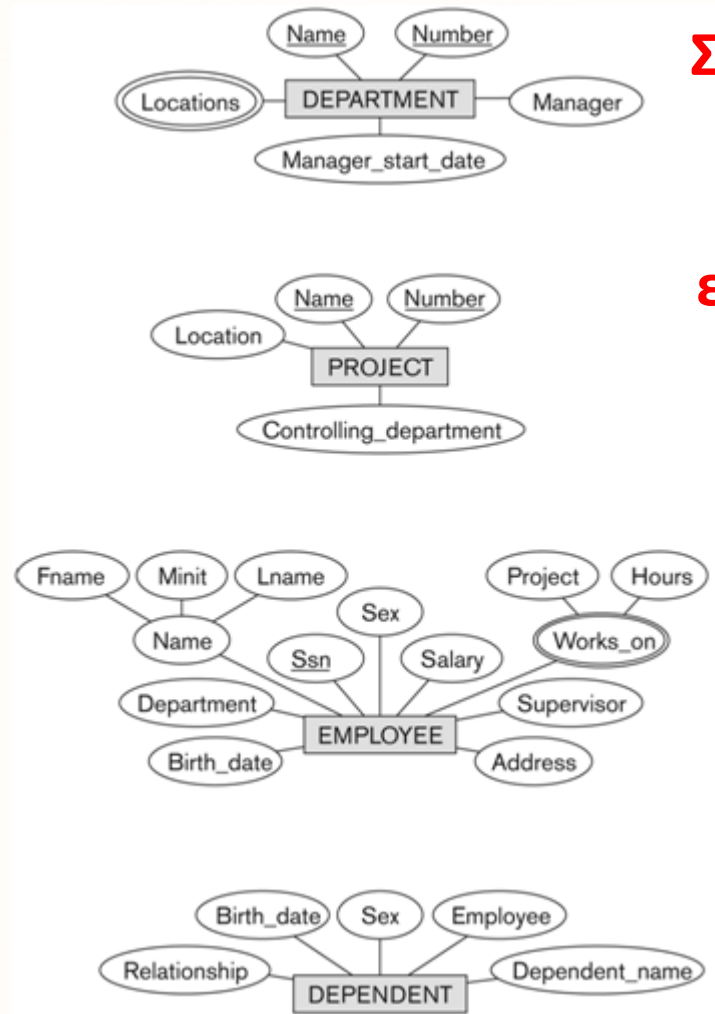 Name Number Σ
Locations DEPARTMENT Manager
Manager_start_date
Name Number ε
Location
PROJECT
Controlling_department
Fname Minit Lname Project Hours
Sex
Name Works_on
Ssn Salary
Department Supervisor
EMPLOYEE
Birth_date Address
Birth_date Sex Employee
Relationship Dependent_name
DEPENDENT